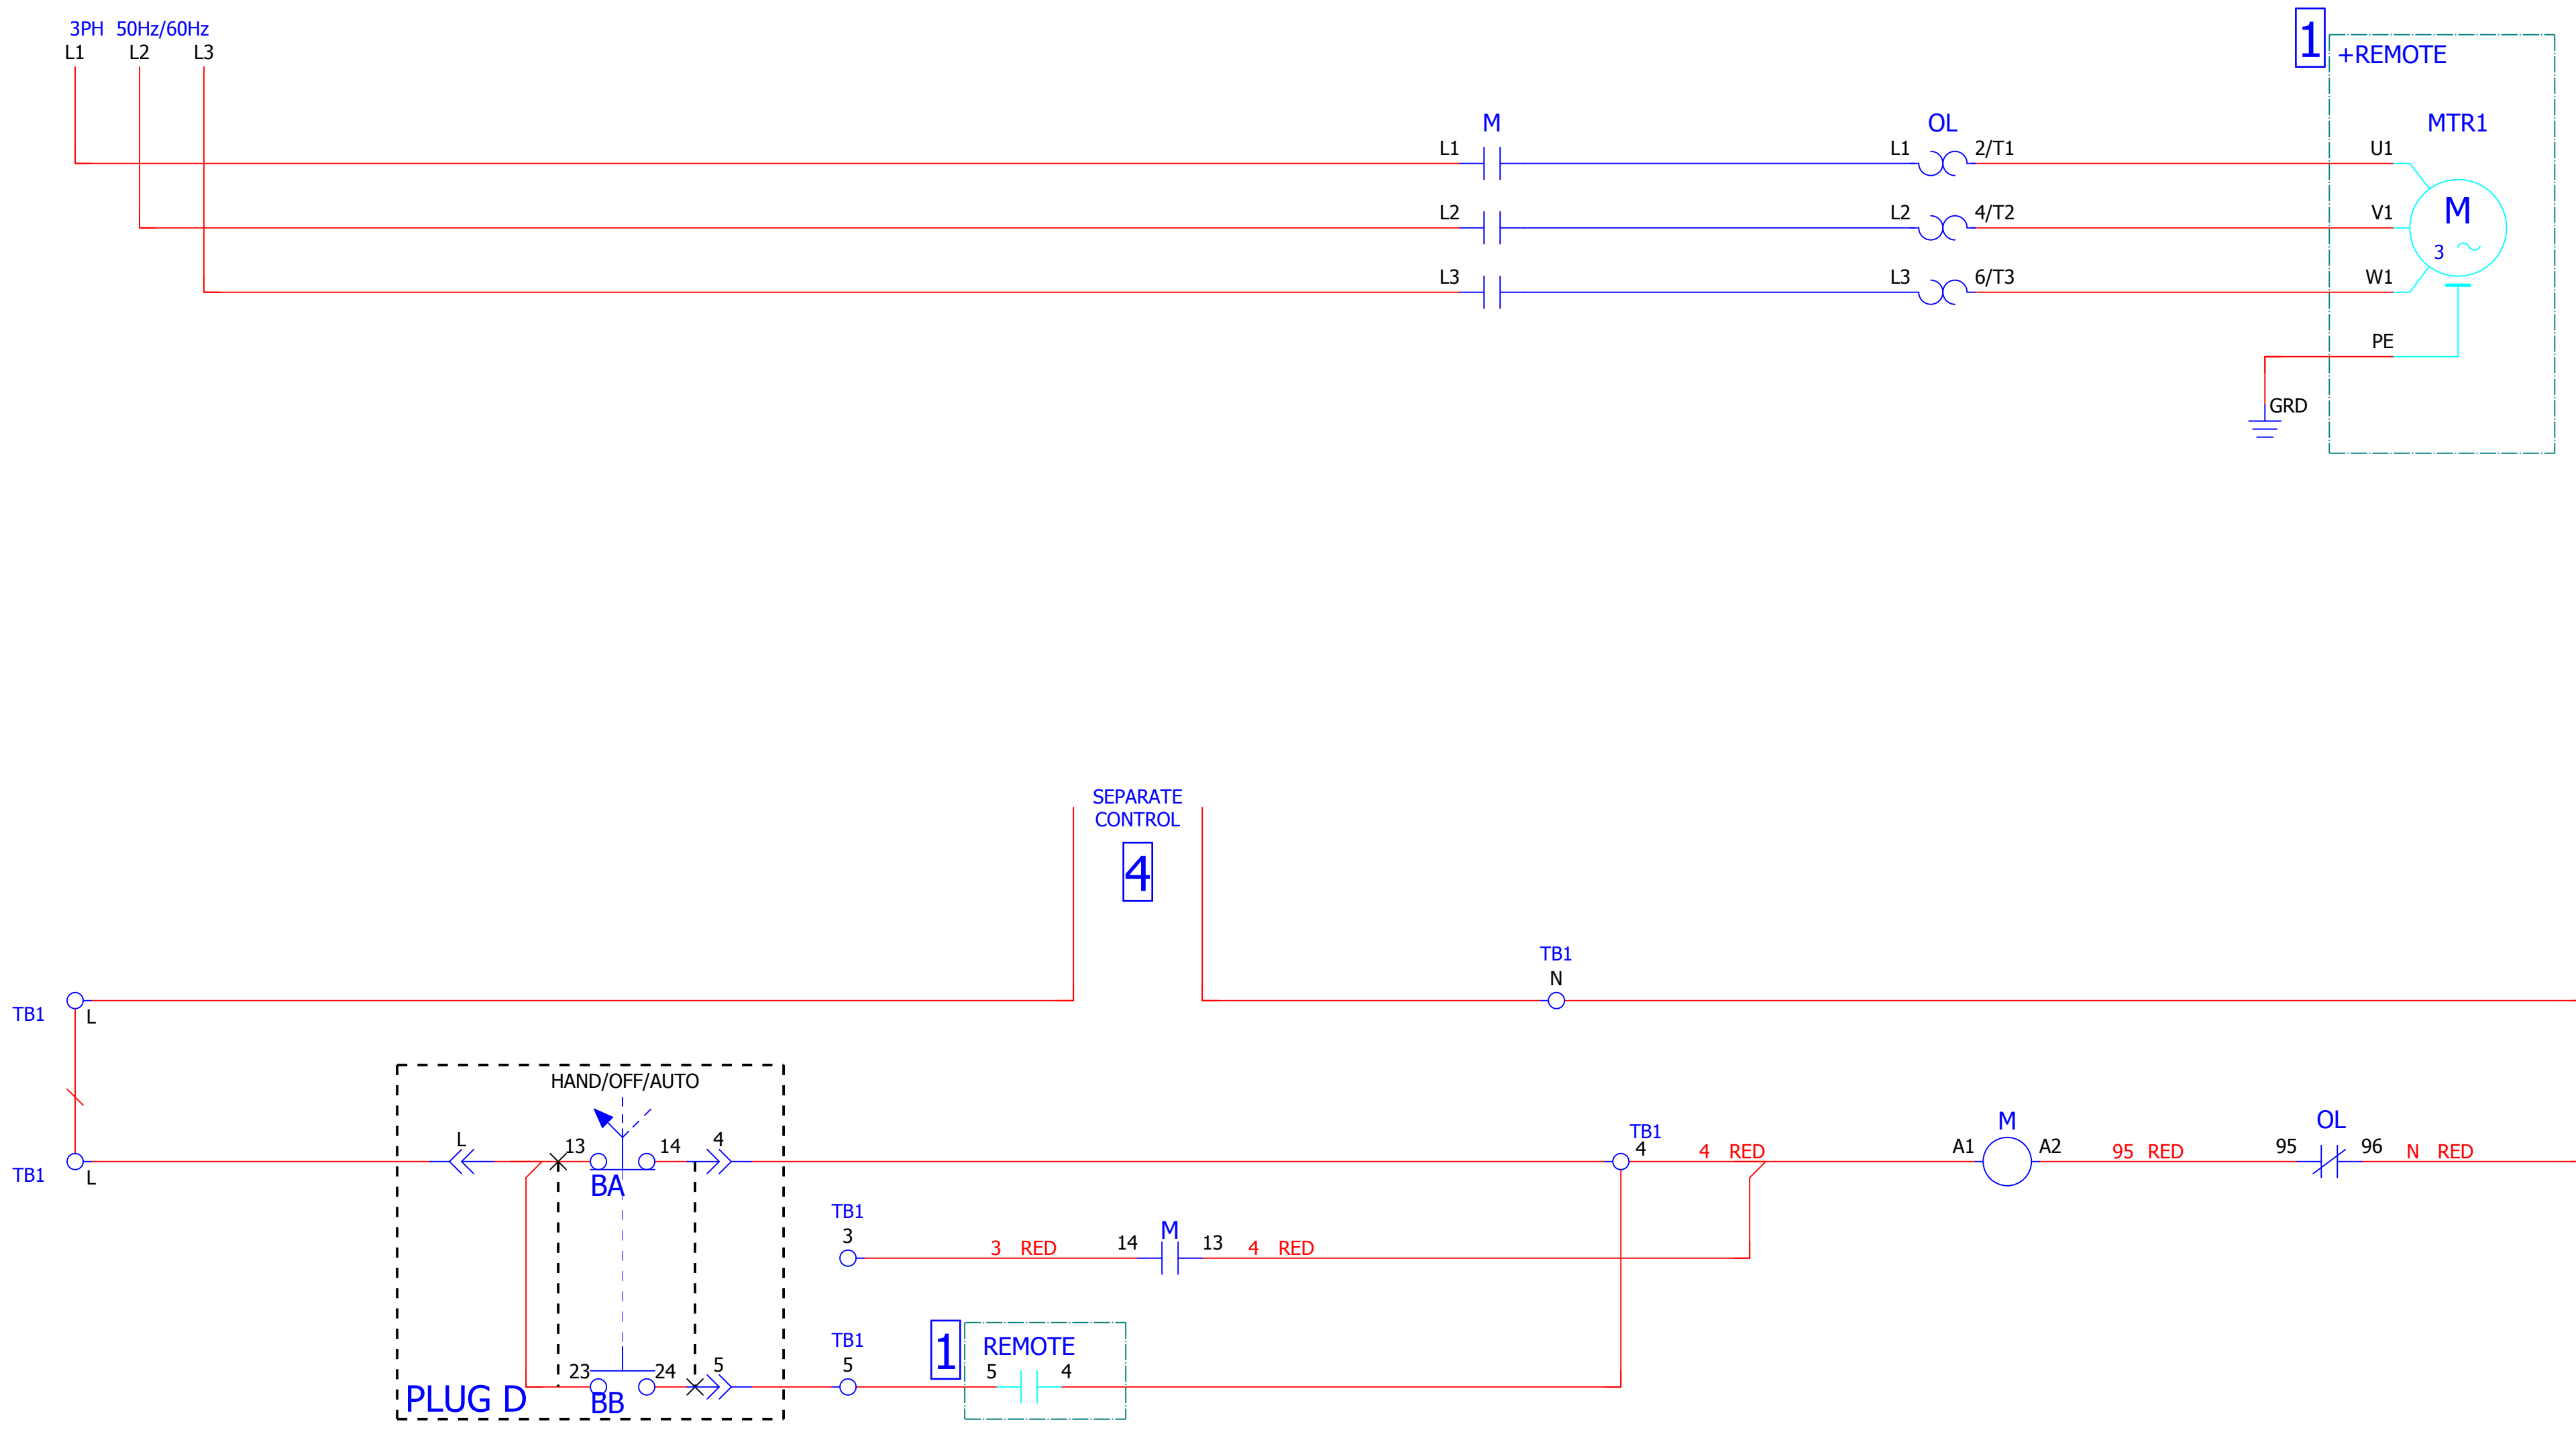 3PH 50Hz/60Hz
L1 L2 L3
1
+REMOTE
M OL MTR1
L1 L1 2/T1 U1
L2 L2 4/T2 V1
M
3
L3 L3 6/T3 W1
PE
GRD
SEPARATE
CONTROL
4
TB1
N
TB1 L
HAND/OFF/AUTO
TB1 L
L 13 14 4
BA
TB1
4
4 RED
M
A1 A2
95 RED
OL
95 96
N RED
TB1
3
3 RED
M
14 13
4 RED
TB1
5
1
REMOTE
5 4
23 24 5
BB
PLUG D